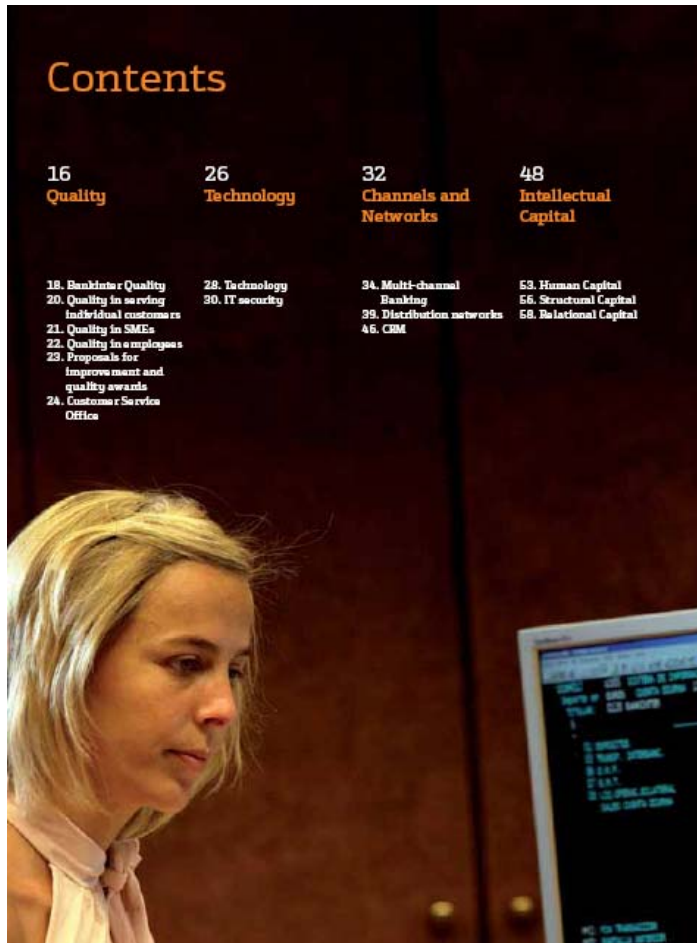 Contents
16
Quality
26
Technology
32
Channels and
Networks
48
Intellectual
Capital
18. Bankinter Quality
20. Quality in serving
individual customers
21. Quality in SMEs
22. Quality in employees
23. Proposals for
improvement and
quality awards
24. Customer Service
Office
28. Technology
30. IT security
34. Multi-channel
Banking
39. Distribution networks
46. CRM
53. Human Capital
56. Structural Capital
58. Relational Capital